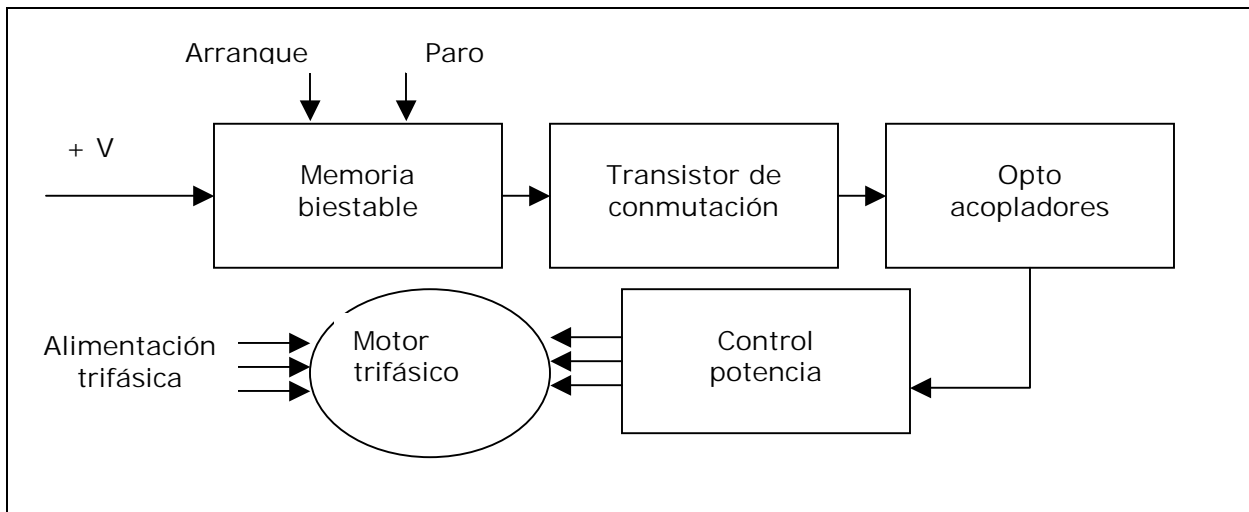 Arranque Paro
+ V
Memoria
biestable
Transistor de
conmutación
Opto
acopladores
Alimentación
trifásica
Motor
trifásico
Control
potencia